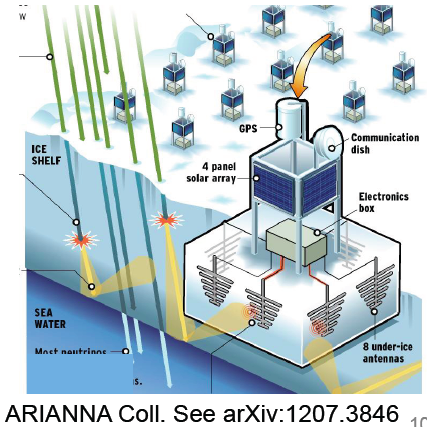 W
GPS
Communication
dish
ICE
SHELF
4 panel
solar array
Electronics
box
SEA
WATER
Most neutrinos
s.
8 under-ice
antennas
ARIANNA Coll. See arXiv:1207.3846
10